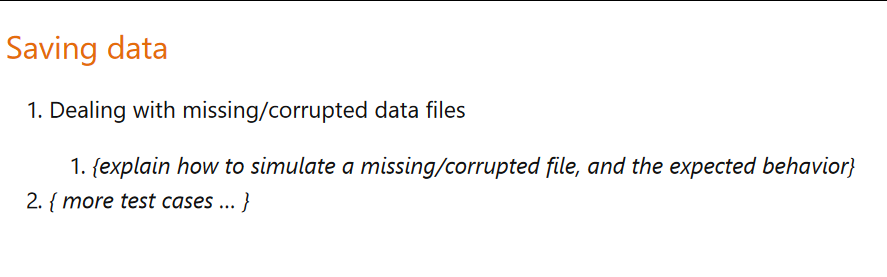 Saving data
1. Dealing with missing/corrupted data files
1. {explain how to simulate a missing/corrupted file, and the expected behavior}
2. { more test cases ... }